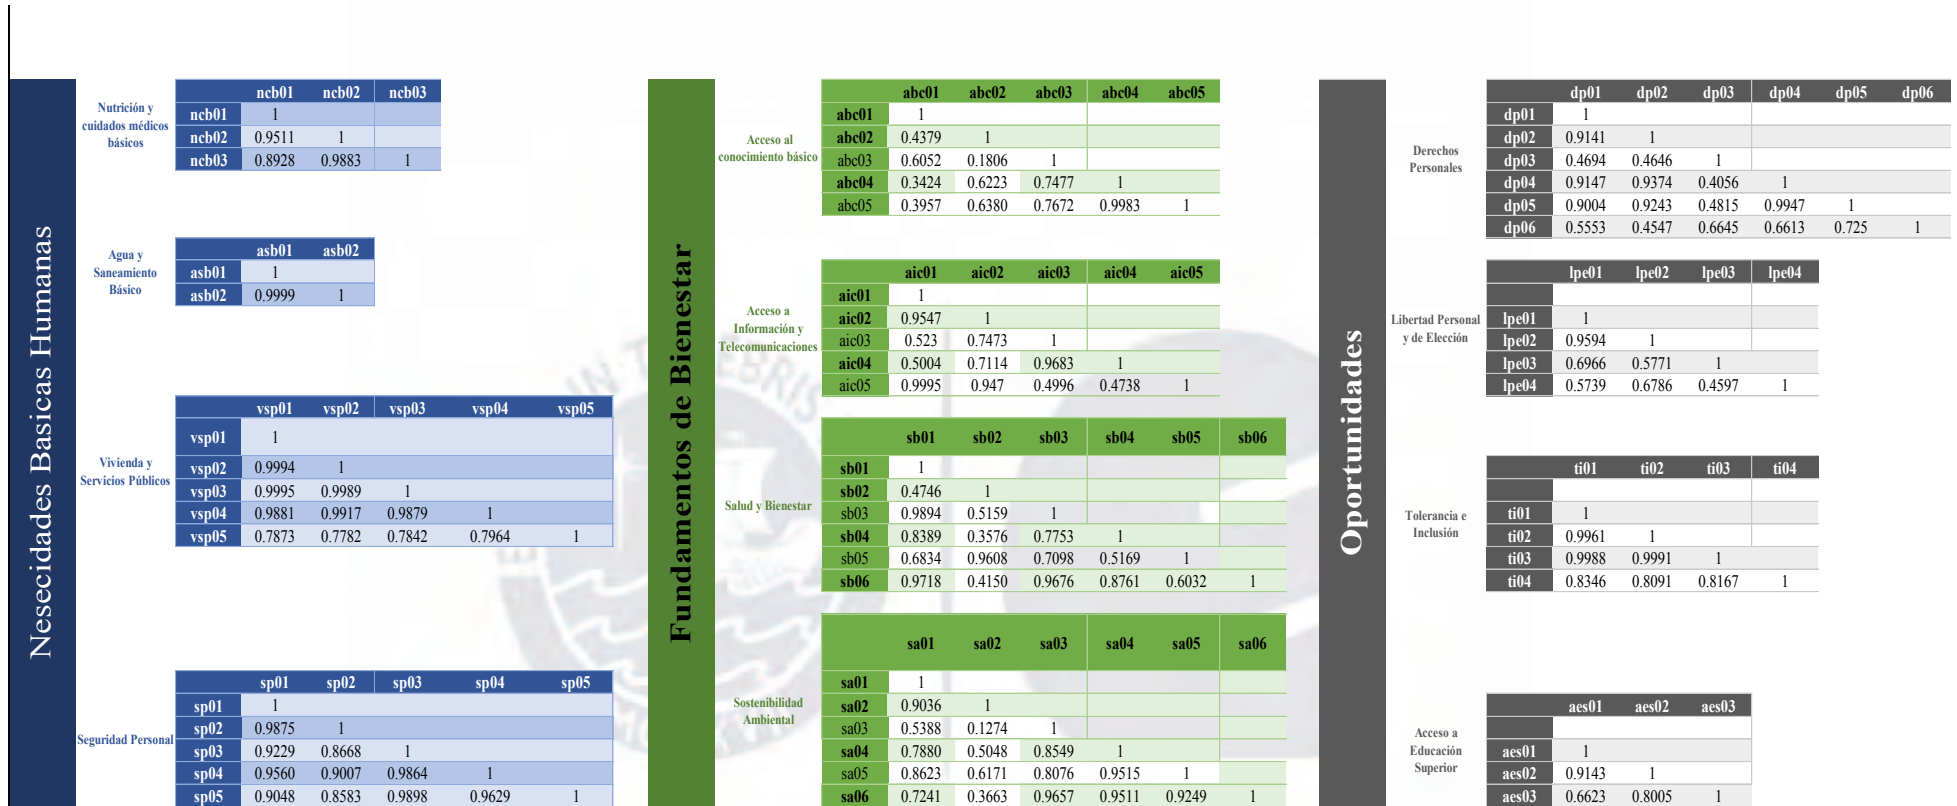 Nesecidades Basicas Humanas
Nutrición y
cuidados médicos
básicos
ncb01 ncb02 ncb03
ncb01 1
ncb02 0.9511 1
ncb03 0.8928 0.9883 1
Agua y
Saneamiento
Básico
asb01 asb02
asb01 1
asb02 0.9999 1
Vivienda y
Servicios Públicos
vsp01 vsp02 vsp03 vsp04 vsp05
vsp01 1
vsp02 0.9994 1
vsp03 0.9995 0.9989 1
vsp04 0.9881 0.9917 0.9879 1
vsp05 0.7873 0.7782 0.7842 0.7964 1
Seguridad Personal
sp01 sp02 sp03 sp04 sp05
sp01 1
sp02 0.9875 1
sp03 0.9229 0.8668 1
sp04 0.9560 0.9007 0.9864 1
sp05 0.9048 0.8583 0.9898 0.9629 1
Fundamentos de Bienestar
Acceso al
conocimiento básico
abc01 abc02 abc03 abc04 abc05
abc01 1
abc02 0.4379 1
abc03 0.6052 0.1806 1
abc04 0.3424 0.6223 0.7477 1
abc05 0.3957 0.6380 0.7672 0.9983 1
Acceso a
Información y
Telecomunicaciones
aic01 aic02 aic03 aic04 aic05
aic01 1
aic02 0.9547 1
aic03 0.523 0.7473 1
aic04 0.5004 0.7114 0.9683 1
aic05 0.9995 0.947 0.4996 0.4738 1
Salud y Bienestar
sb01 sb02 sb03 sb04 sb05 sb06
sb01 1
sb02 0.4746 1
sb03 0.9894 0.5159 1
sb04 0.8389 0.3576 0.7753 1
sb05 0.6834 0.9608 0.7098 0.5169 1
sb06 0.9718 0.4150 0.9676 0.8761 0.6032 1
Sostenibilidad
Ambiental
sa01 sa02 sa03 sa04 sa05 sa06
sa01 1
sa02 0.9036 1
sa03 0.5388 0.1274 1
sa04 0.7880 0.5048 0.8549 1
sa05 0.8623 0.6171 0.8076 0.9515 1
sa06 0.7241 0.3663 0.9657 0.9511 0.9249 1
Oportunidades
Derechos
Personales
dp01 dp02 dp03 dp04 dp05 dp06
dp01 1
dp02 0.9141 1
dp03 0.4694 0.4646 1
dp04 0.9147 0.9374 0.4056 1
dp05 0.9004 0.9243 0.4815 0.9947 1
dp06 0.5553 0.4547 0.6645 0.6613 0.725 1
Libertad Personal
y de Elección
lpe01 lpe02 lpe03 lpe04
lpe01 1
lpe02 0.9594 1
lpe03 0.6966 0.5771 1
lpe04 0.5739 0.6786 0.4597 1
Tolerancia e
Inclusión
ti01 ti02 ti03 ti04
ti01 1
ti02 0.9961 1
ti03 0.9988 0.9991 1
ti04 0.8346 0.8091 0.8167 1
Acceso a
Educación
Superior
aes01 aes02 aes03
aes01 1
aes02 0.9143 1
aes03 0.6623 0.8005 1